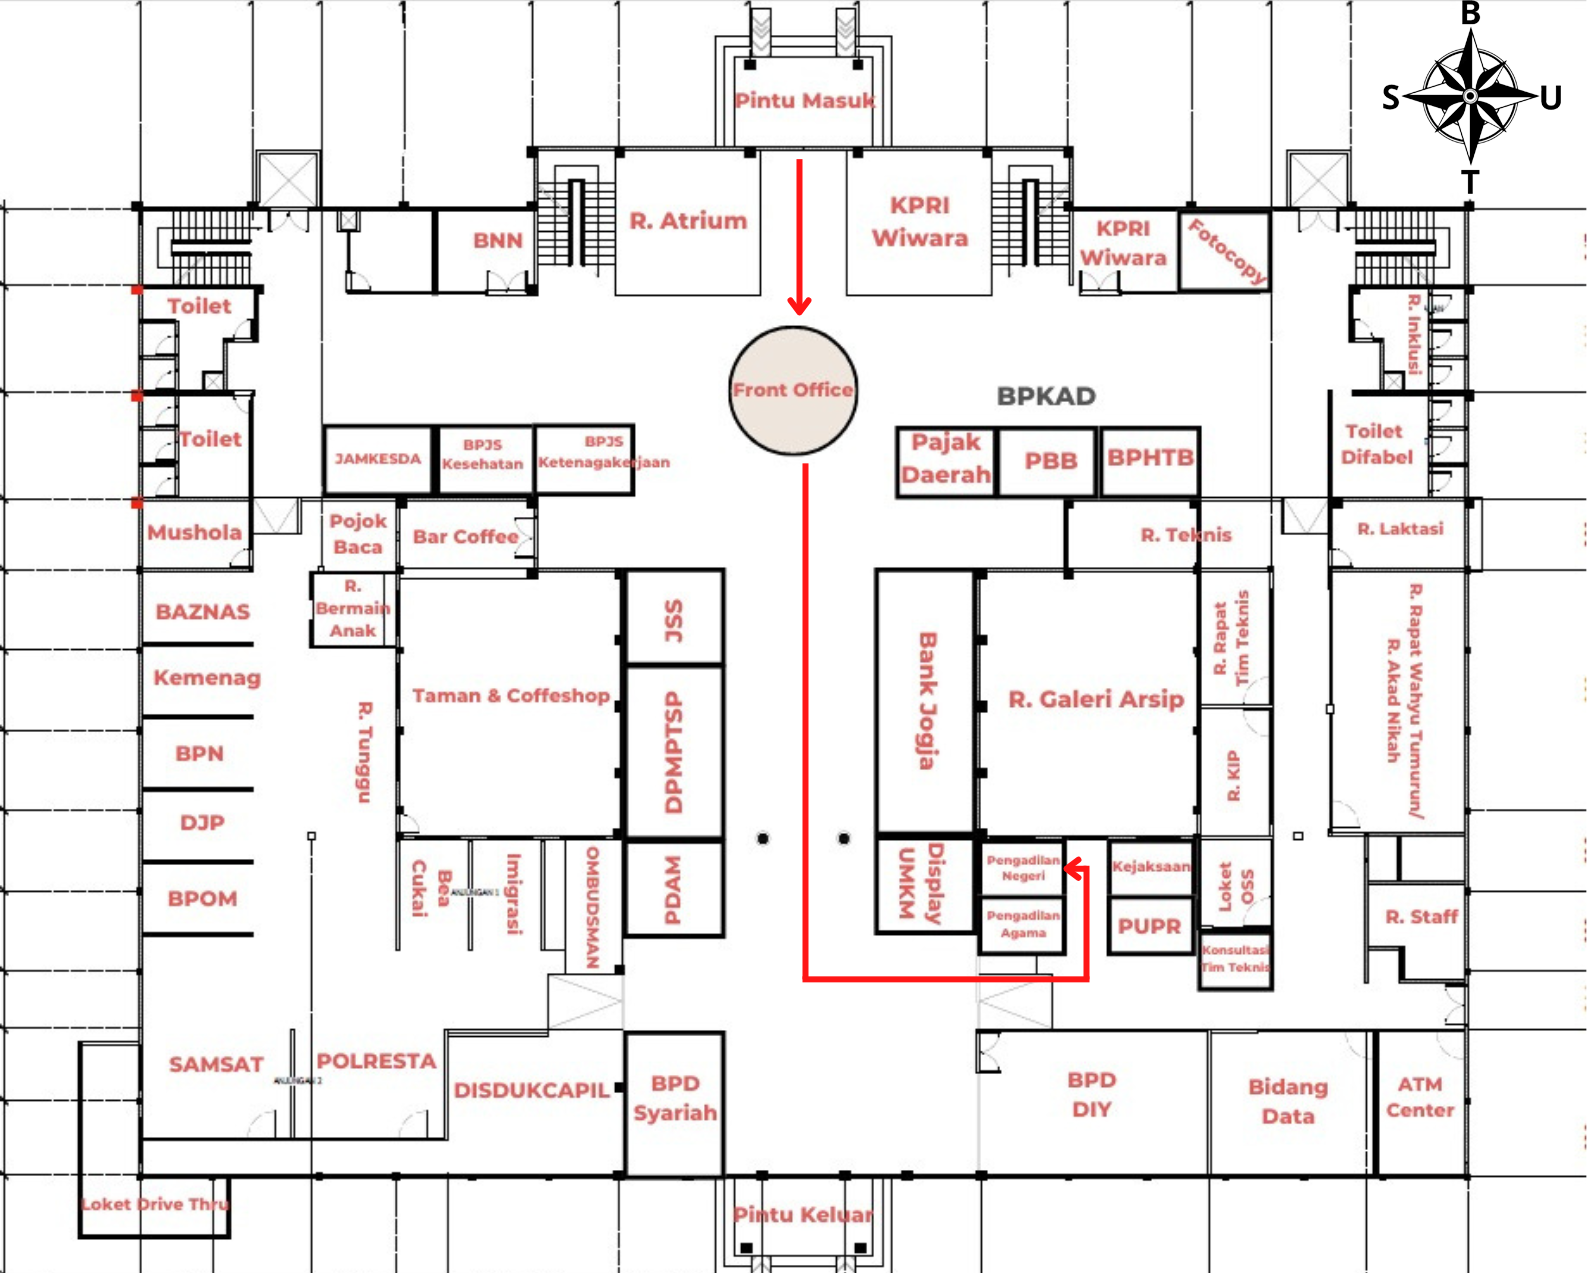 B
S
U
T
Pintu Masuk
R. Atrium
KPRI
Wiwara
BNN
KPRI
Wiwara
Fotocopy
Toilet
R. Inklusi
Front Office
BPKAD
Toilet
JAMKESDA
BPJS
Kesehatan
BPJS
Ketenagakerjaan
Pajak
Daerah
PBB
BPHTB
Toilet
Difabel
Mushola
Pojok
Baca
Bar Coffee
R. Teknis
R. Laktasi
BAZNAS
R.
Bermain
Anak
JSS
Bank Jogja
R. Rapat
Tim Teknis
R. Rapat Wahyu Tumurun/
R. Akad Nikah
Kemenag
Taman & Coffeshop
R. Galeri Arsip
R. Tunggu
DPMPTSP
BPN
R. KIP
DJP
BPOM
Bea
Cukai
ANJUNGAN 1
Imigrasi
OMBUDSMAN
PDAM
Display
UMKM
Pengadilan
Negeri
Kejaksaan
Loket
OSS
Pengadilan
Agama
PUPR
R. Staff
Konsultasi
Tim Teknis
SAMSAT
ANJUNGAN 2
POLRESTA
DISDUKCAPIL
BPD
Syariah
BPD
DIY
Bidang
Data
ATM
Center
Loket Drive Thru
Pintu Keluar